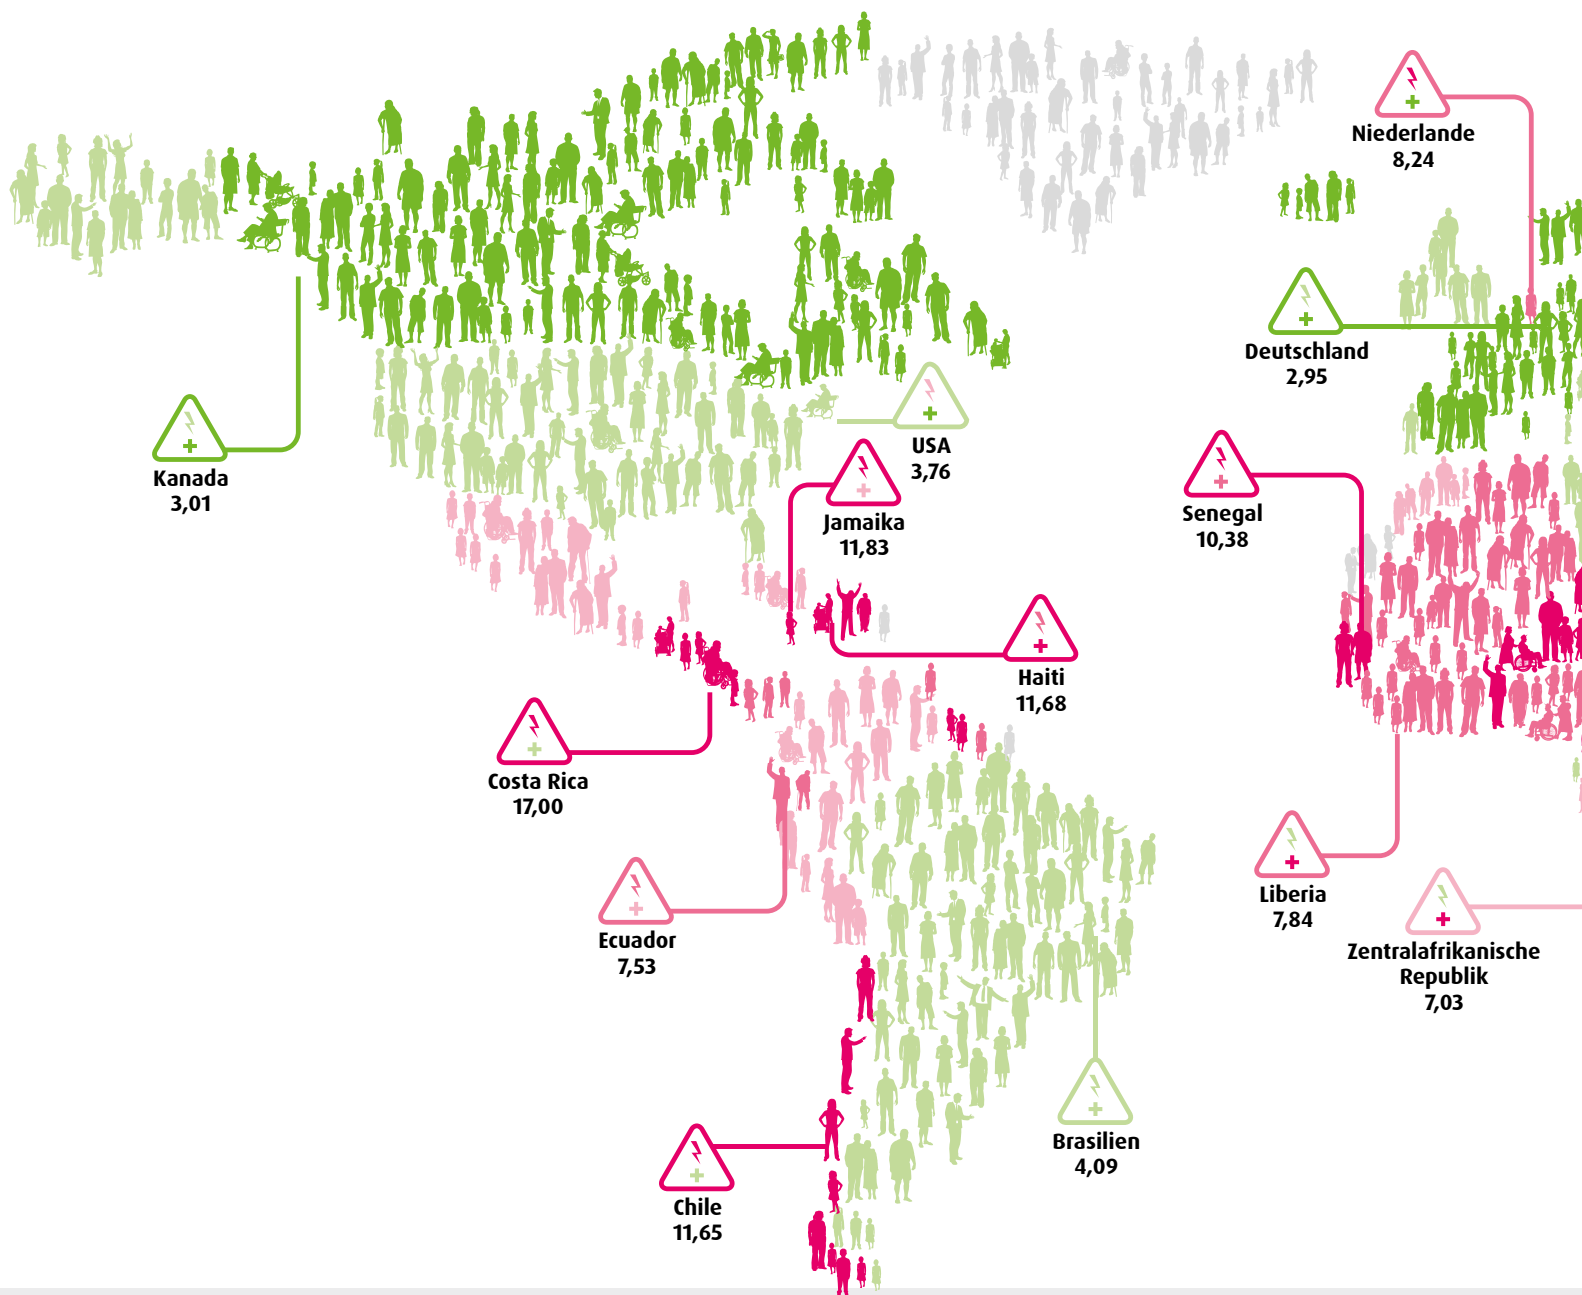 Niederlande
8,24
Deutschland
2,95
USA
3,76
Kanada
3,01
Jamaika
11,83
Senegal
10,38
Haiti
11,68
Costa Rica
17,00
Liberia
7,84
Ecuador
7,53
Zentralafrikanische
Republik
7,03
Brasilien
4,09
Chile
11,65